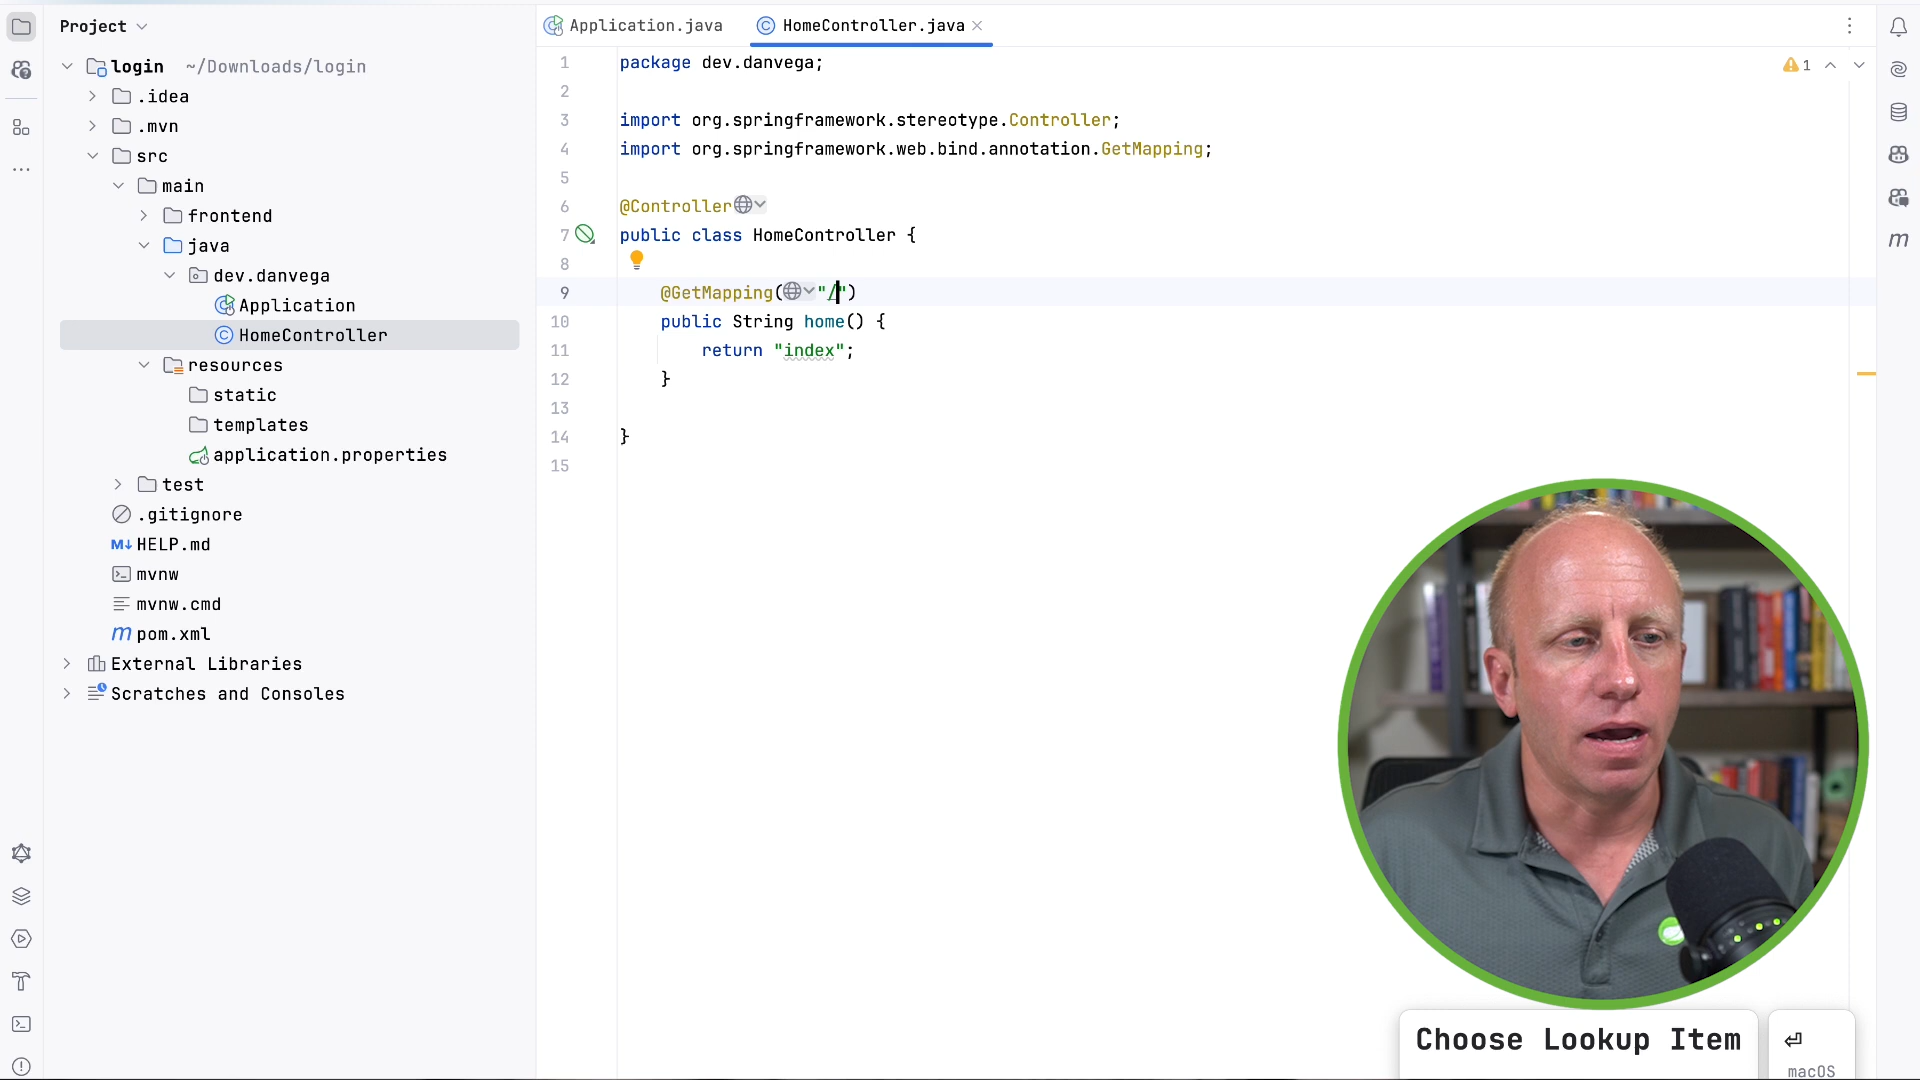 Project
login ~/Downloads/login
.idea
.mvn
src
main
frontend
java
dev.danvega
Application
HomeController
resources
static
templates
application.properties
test
.gitignore
M↓ HELP.md
mvnw
mvnw.cmd
m pom.xml
External Libraries
Scratches and Consoles
Application.java
HomeController.java
1
1 package dev.danvega;
2
3 import org.springframework.stereotype.Controller;
4 import org.springframework.web.bind.annotation.GetMapping;
5
6 @Controller
7 public class HomeController {
8
9 @GetMapping("/")
10 public String home() {
11 return "index";
12 }
13
14 }
15
m
Choose Lookup Item ⏎
macOS